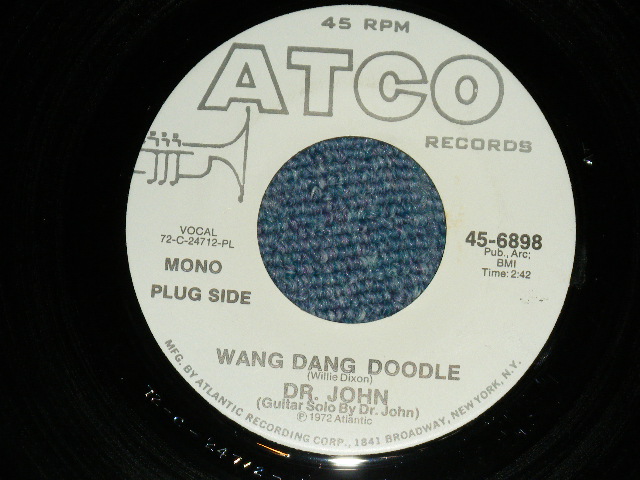 45 RPM
ATCO
RECORDS
VOCAL
72-C-24712-PL
MONO
PLUG SIDE
45-6898
Pub., Arc;
BMI
Time: 2:42
WANG DANG DOODLE
(Willie Dixon)
DR. JOHN
(Guitar Solo By Dr. John)
℗ 1972 Atlantic
MFG. BY ATLANTIC RECORDING CORP., 1841 BROADWAY, NEW YORK, N.Y.